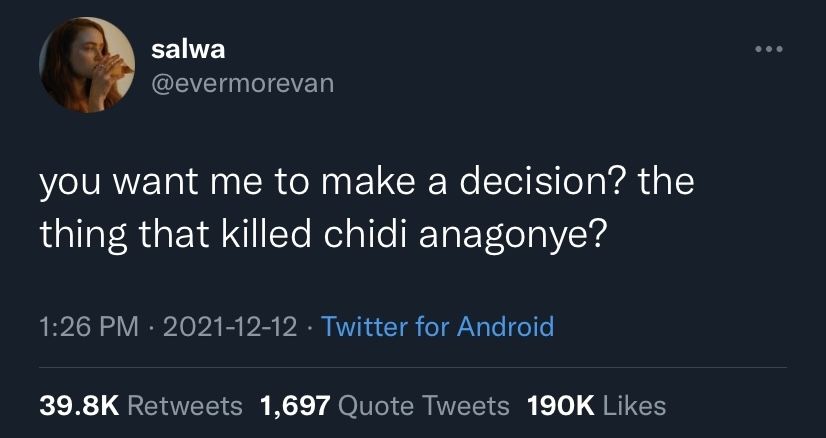 salwa
@evermorevan
you want me to make a decision? the
thing that killed chidi anagonye?
1:26 PM · 2021-12-12 · Twitter for Android
39.8K Retweets 1,697 Quote Tweets 190K Likes